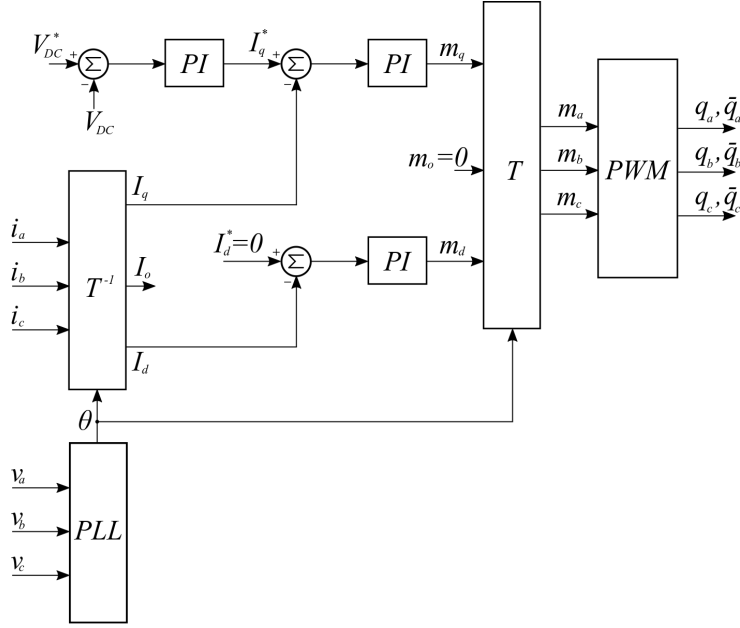 V*DC + Σ − PI I*q + Σ − PI mq
VDC
mo=0
T
ma
mb
mc
PWM
qa, q̄a
qb, q̄b
qc, q̄c
ia
ib
ic
T-1
Iq
Io
Id
I*d=0 + Σ − PI md
θ
va
vb
vc
PLL